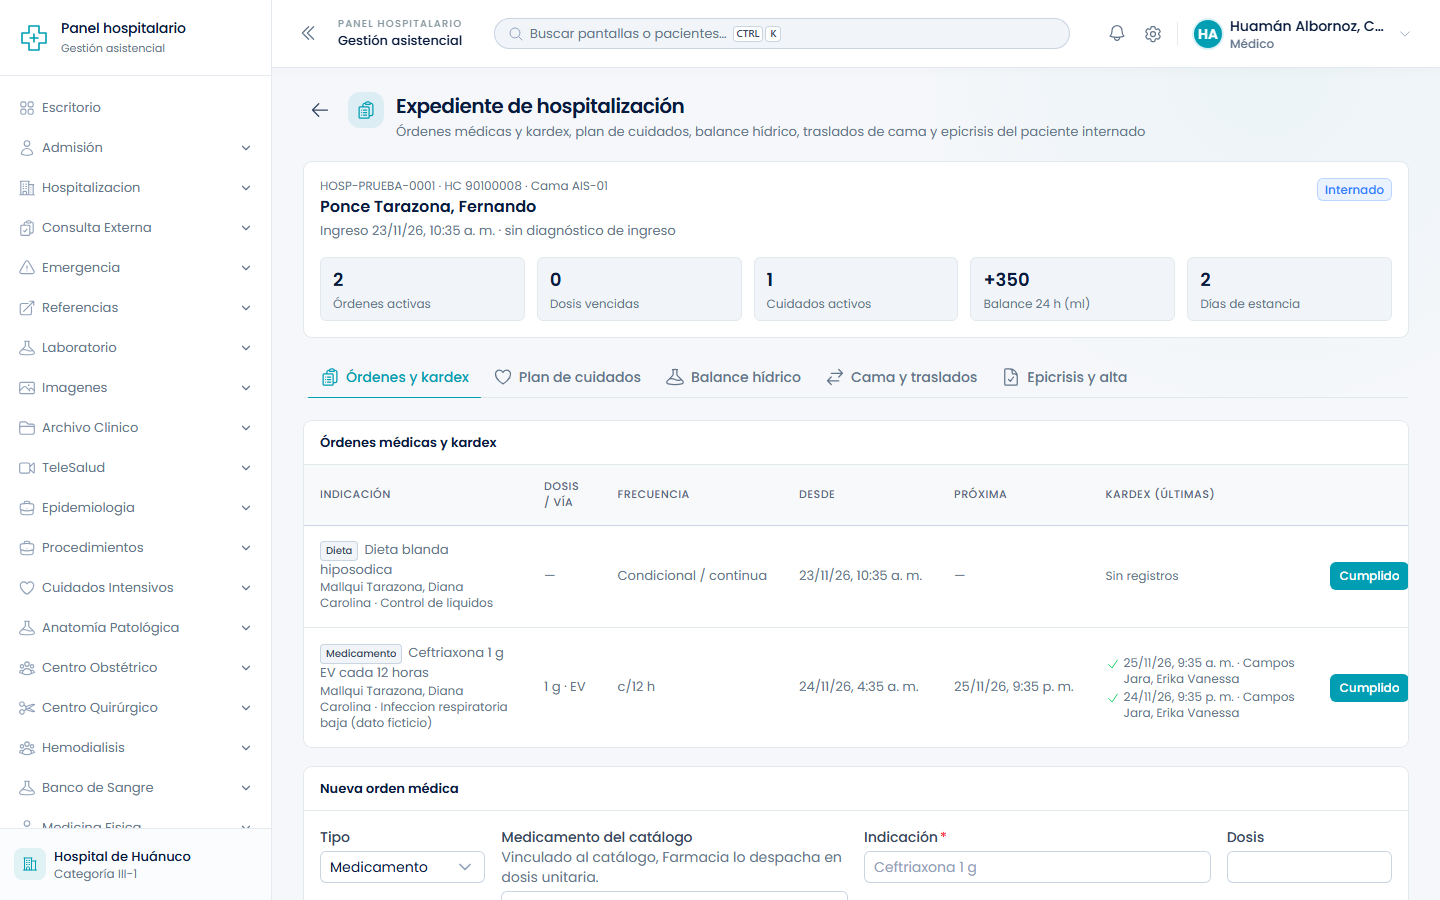 Panel hospitalario
Gestión asistencial
PANEL HOSPITALARIO
Gestión asistencial
Buscar pantallas o pacientes... CTRL K
HA
Huamán Albornoz, C...
Médico
Escritorio
Admisión
Hospitalizacion
Consulta Externa
Emergencia
Referencias
Laboratorio
Imagenes
Archivo Clinico
TeleSalud
Epidemiologia
Procedimientos
Cuidados Intensivos
Anatomía Patológica
Centro Obstétrico
Centro Quirúrgico
Hemodialisis
Banco de Sangre
Medicina Fisica
Hospital de Huánuco
Categoría III-1
Expediente de hospitalización
Órdenes médicas y kardex, plan de cuidados, balance hídrico, traslados de cama y epicrisis del paciente internado
HOSP-PRUEBA-0001 · HC 90100008 · Cama AIS-01
Ponce Tarazona, Fernando
Ingreso 23/11/26, 10:35 a. m. · sin diagnóstico de ingreso
Internado
2
Órdenes activas
0
Dosis vencidas
1
Cuidados activos
+350
Balance 24 h (ml)
2
Días de estancia
Órdenes y kardex
Plan de cuidados
Balance hídrico
Cama y traslados
Epicrisis y alta
Órdenes médicas y kardex
INDICACIÓN
DOSIS
/ VÍA
FRECUENCIA
DESDE
PRÓXIMA
KARDEX (ÚLTIMAS)
Dieta Dieta blanda
hiposodica
Mallqui Tarazona, Diana
Carolina · Control de liquidos
—
Condicional / continua
23/11/26, 10:35 a. m.
—
Sin registros
Cumplido
Medicamento Ceftriaxona 1 g
EV cada 12 horas
Mallqui Tarazona, Diana
Carolina · Infeccion respiratoria
baja (dato ficticio)
1 g · EV
c/12 h
24/11/26, 4:35 a. m.
25/11/26, 9:35 p. m.
25/11/26, 9:35 a. m. · Campos
Jara, Erika Vanessa
24/11/26, 9:35 p. m. · Campos
Jara, Erika Vanessa
Cumplido
Nueva orden médica
Tipo
Medicamento
Medicamento del catálogo
Vinculado al catálogo, Farmacia lo despacha en
dosis unitaria.
Indicación*
Ceftriaxona 1 g
Dosis